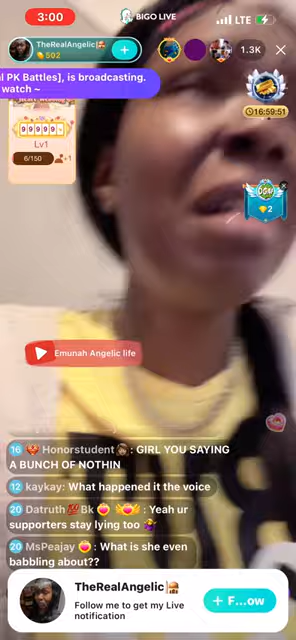 3:00
BIGO LIVE
LTE
TheRealAngelic
502
1.3K
l PK Battles], is broadcasting.
watch ~
16:59:51
99999
Lv1
6/150
+1
2
Emunah Angelic life
16 Honorstudent : GIRL YOU SAYING
A BUNCH OF NOTHIN
12 kaykay: What happened it the voice
20 Datruth💯Bk : Yeah ur
supporters stay lying too
20 MsPeajay : What is she even
babbling about??
TheRealAngelic
Follow me to get my Live
notification
+ F...ow